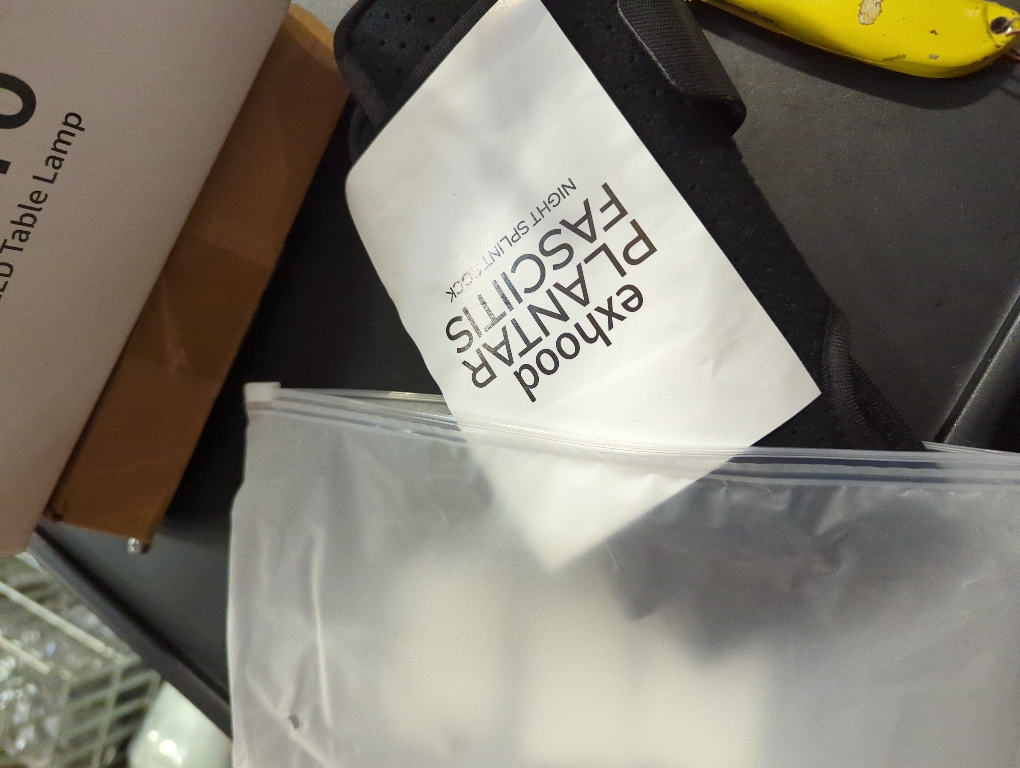 LED Table Lamp
exhood
PLANTAR
FASCIITIS
NIGHT SPLINT SOCK